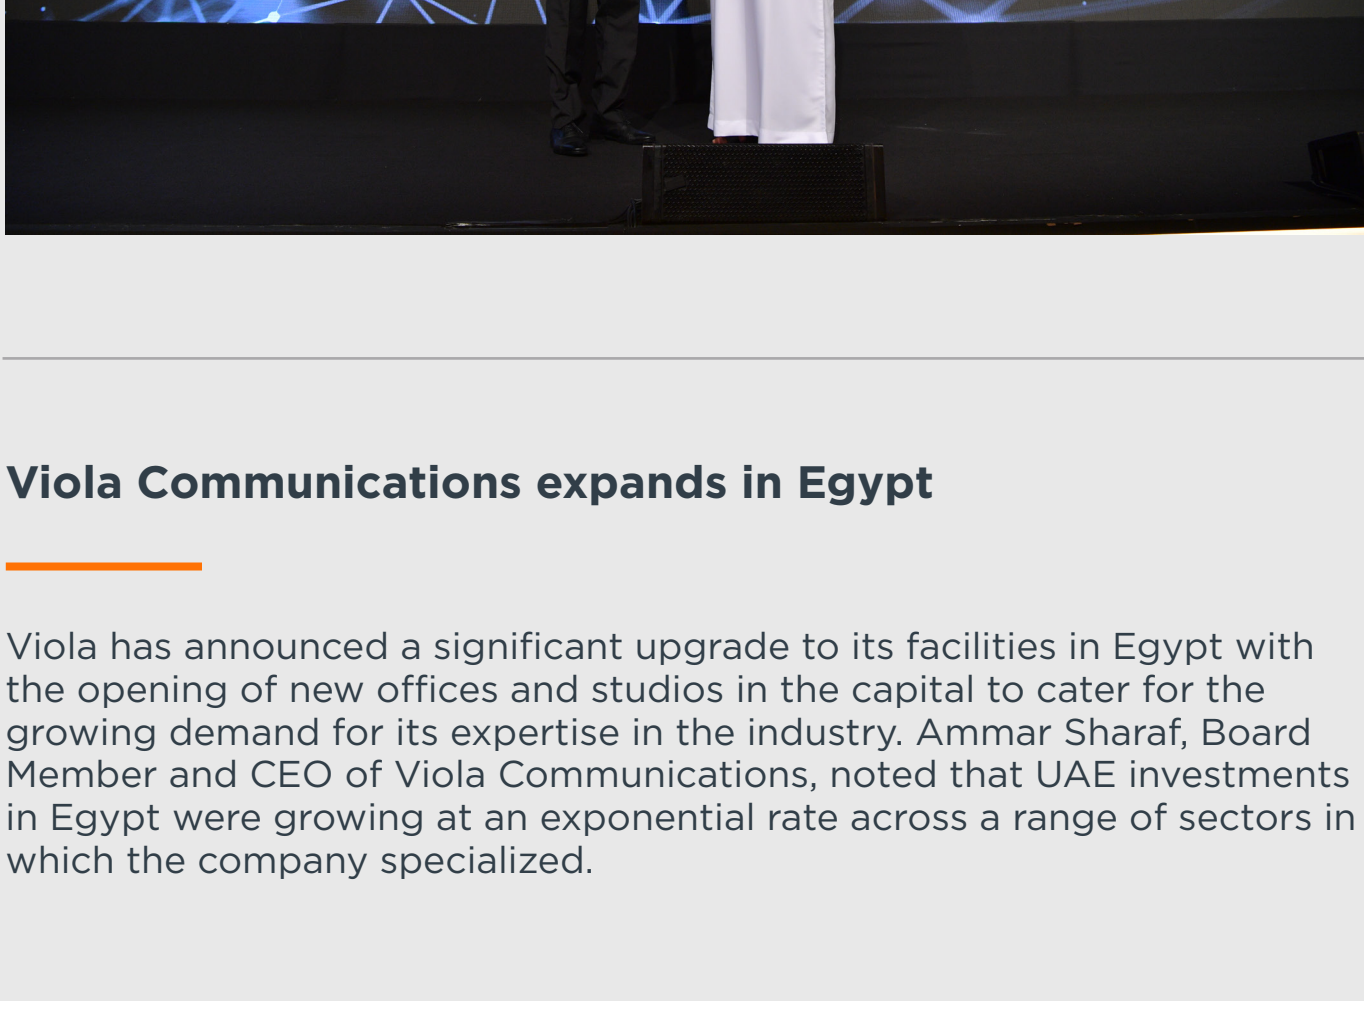 Viola Communications expands in Egypt
Viola has announced a significant upgrade to its facilities in Egypt with
the opening of new offices and studios in the capital to cater for the
growing demand for its expertise in the industry. Ammar Sharaf, Board
Member and CEO of Viola Communications, noted that UAE investments
in Egypt were growing at an exponential rate across a range of sectors in
which the company specialized.